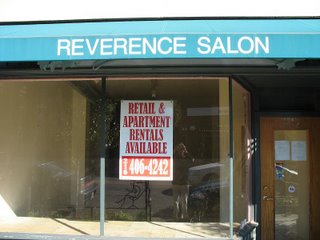 REVERENCE SALON
RETAIL &
APARTMENT
RENTALS
AVAILABLE
406-4242